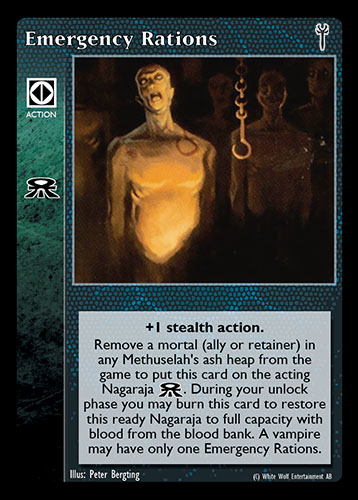 Emergency Rations
ACTION
+1 stealth action.
Remove a mortal (ally or retainer) in
any Methuselah's ash heap from the
game to put this card on the acting
Nagaraja . During your unlock
phase you may burn this card to restore
this ready Nagaraja to full capacity with
blood from the blood bank. A vampire
may have only one Emergency Rations.
Illus: Peter Bergting
(C) White Wolf Entertainment AB